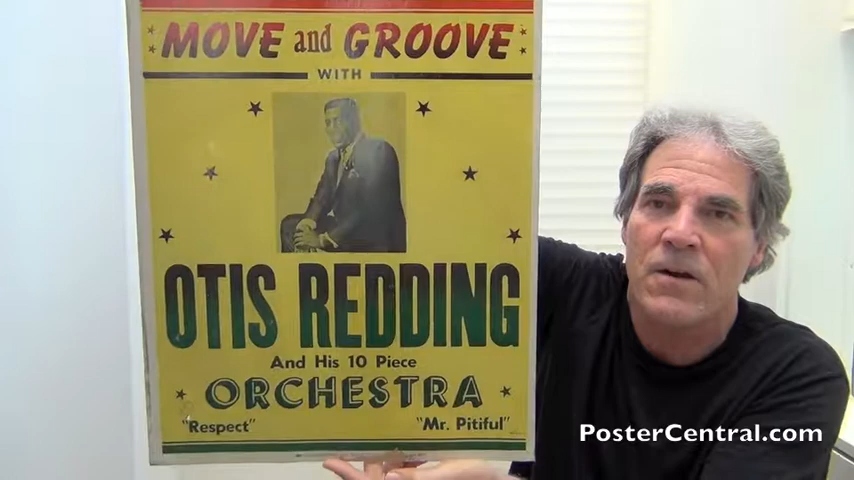 MOVE and GROOVE
WITH
OTIS REDDING
And His 10 Piece
ORCHESTRA
"Respect" "Mr. Pitiful"
PosterCentral.com